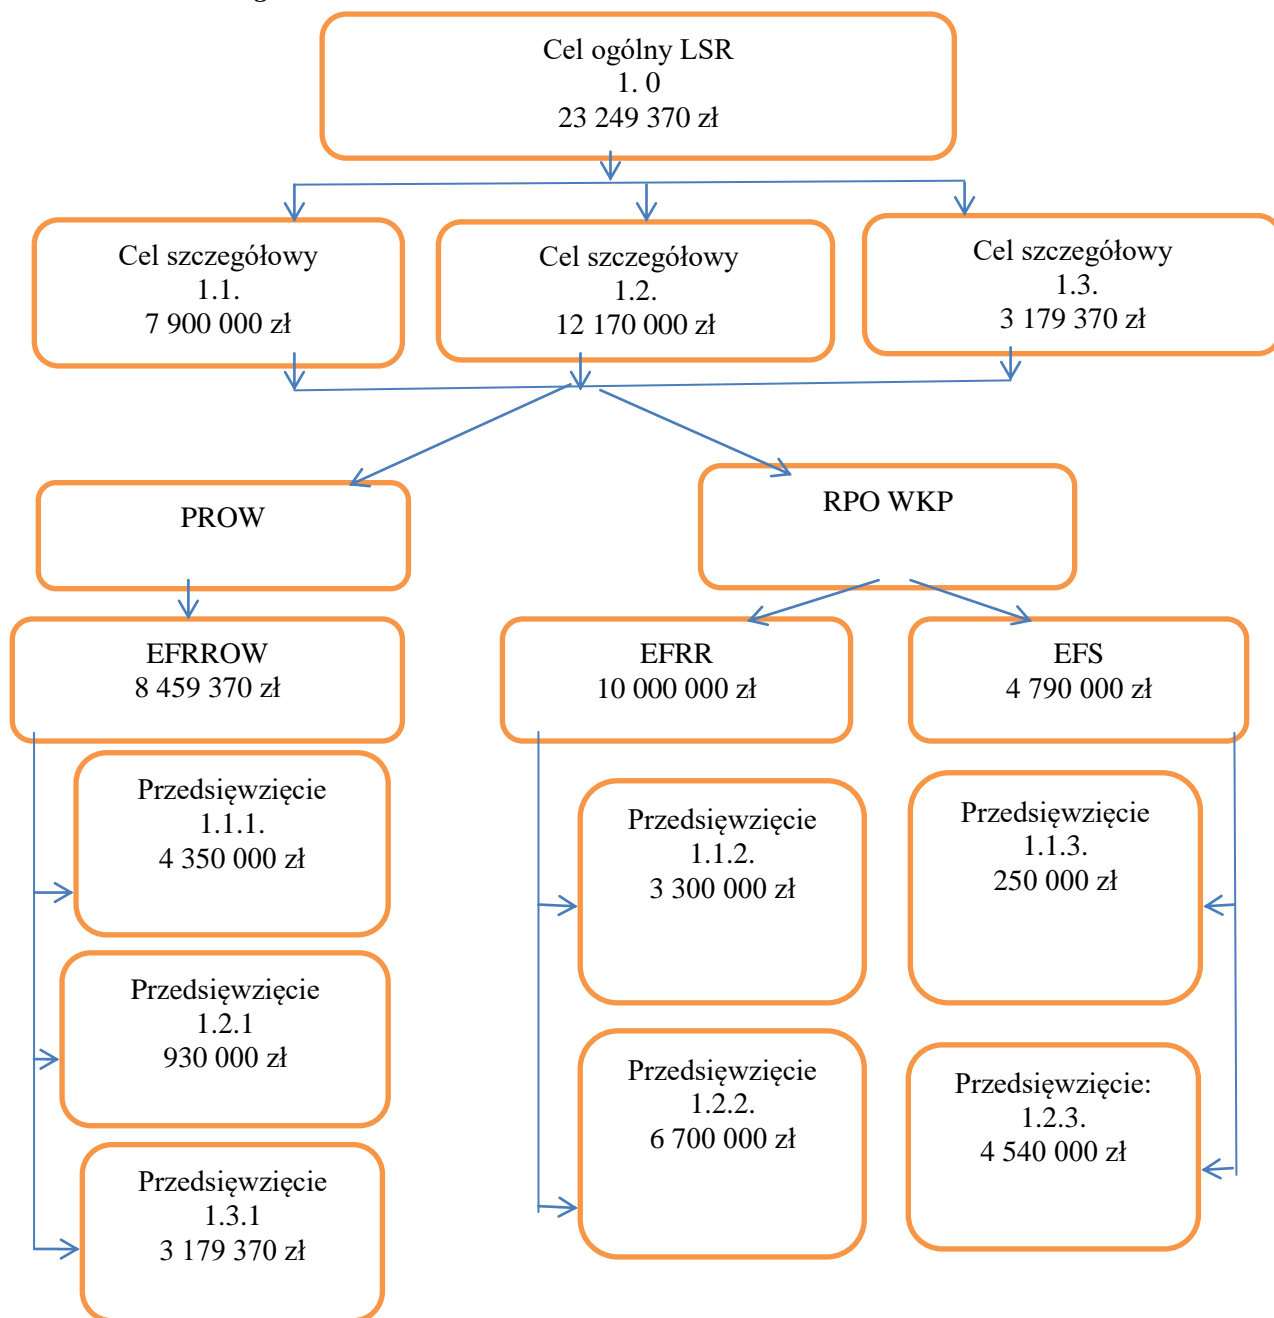 Cel ogólny LSR
1. 0
23 249 370 zł
Cel szczegółowy
1.1.
7 900 000 zł
Cel szczegółowy
1.2.
12 170 000 zł
Cel szczegółowy
1.3.
3 179 370 zł
PROW
RPO WKP
EFRROW
8 459 370 zł
EFRR
10 000 000 zł
EFS
4 790 000 zł
Przedsięwzięcie
1.1.1.
4 350 000 zł
Przedsięwzięcie
1.1.2.
3 300 000 zł
Przedsięwzięcie
1.1.3.
250 000 zł
Przedsięwzięcie
1.2.1
930 000 zł
Przedsięwzięcie
1.2.2.
6 700 000 zł
Przedsięwzięcie:
1.2.3.
4 540 000 zł
Przedsięwzięcie
1.3.1
3 179 370 zł